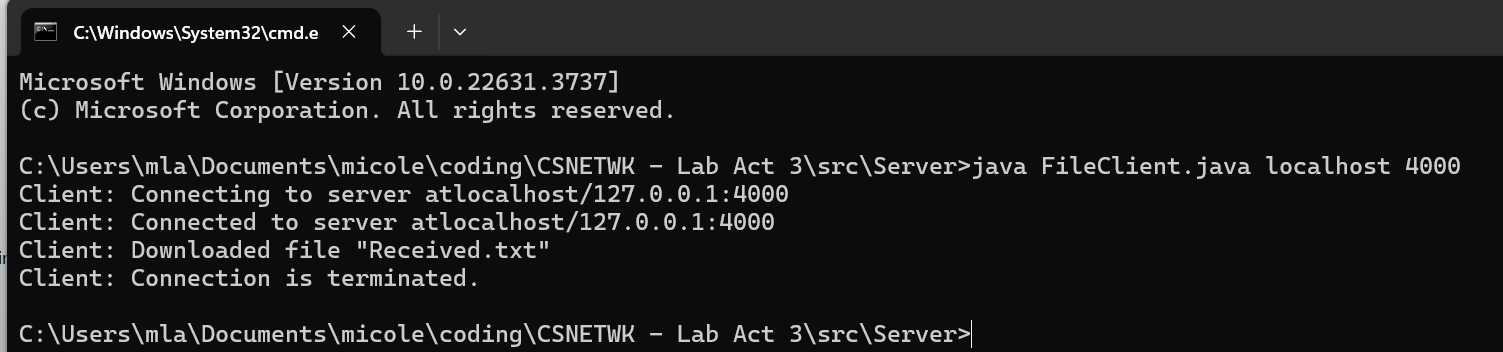 C:\Windows\System32\cmd.e
Microsoft Windows [Version 10.0.22631.3737]
(c) Microsoft Corporation. All rights reserved.
C:\Users\mla\Documents\micole\coding\CSNETWK - Lab Act 3\src\Server>java FileClient.java localhost 4000
Client: Connecting to server atlocalhost/127.0.0.1:4000
Client: Connected to server atlocalhost/127.0.0.1:4000
Client: Downloaded file "Received.txt"
Client: Connection is terminated.
C:\Users\mla\Documents\micole\coding\CSNETWK - Lab Act 3\src\Server>